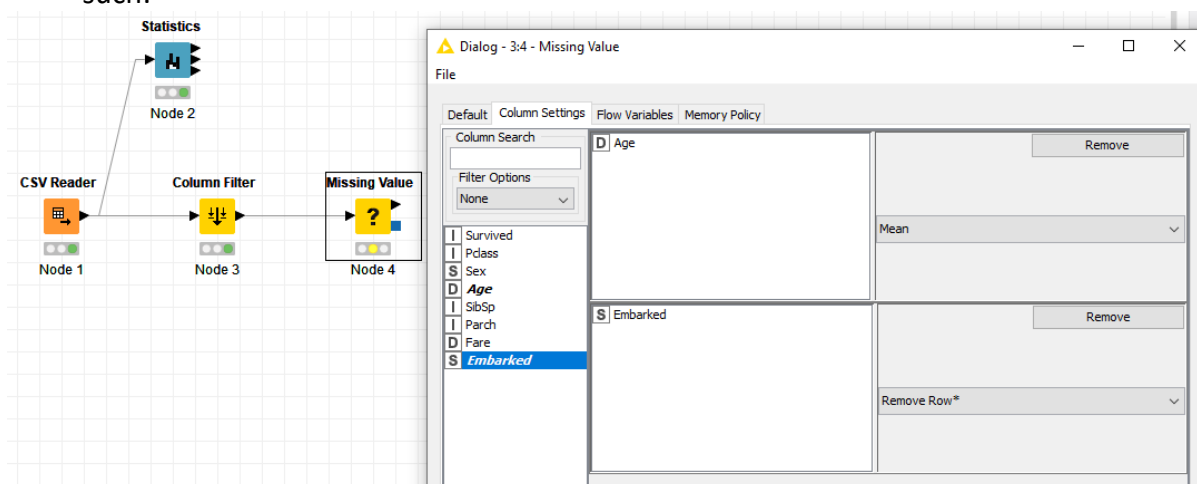 such.
Statistics
Node 2
CSV Reader
Node 1
Column Filter
Node 3
Missing Value
?
Node 4
Dialog - 3:4 - Missing Value
File
Default Column Settings Flow Variables Memory Policy
Column Search
Filter Options
None
I Survived
I Pclass
S Sex
D Age
I SibSp
I Parch
D Fare
S Embarked
D Age
Remove
Mean
S Embarked
Remove
Remove Row*